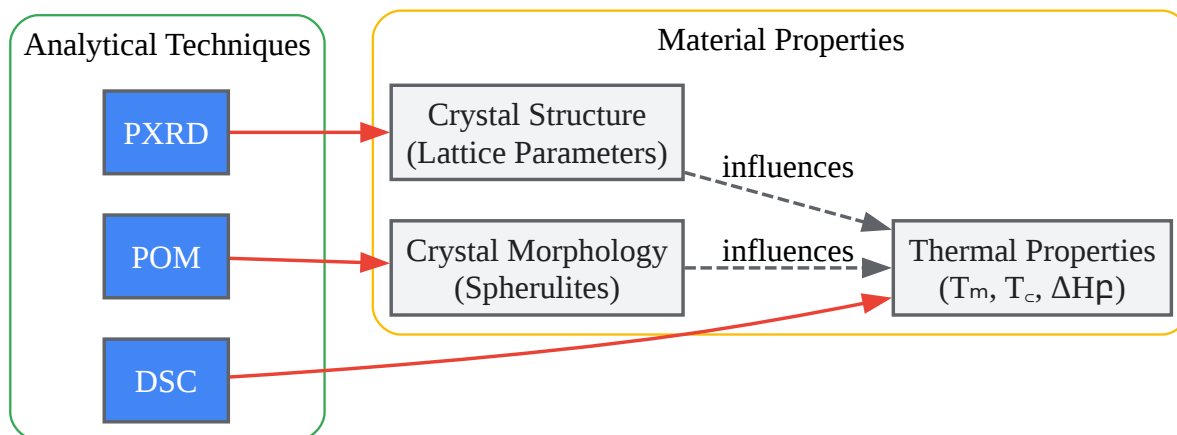 Analytical Techniques
Material Properties
PXRD
Crystal Structure
(Lattice Parameters)
influences
POM
Crystal Morphology
(Spherulites)
influences
Thermal Properties
(Tₘ, T꜀, ΔHբ)
DSC